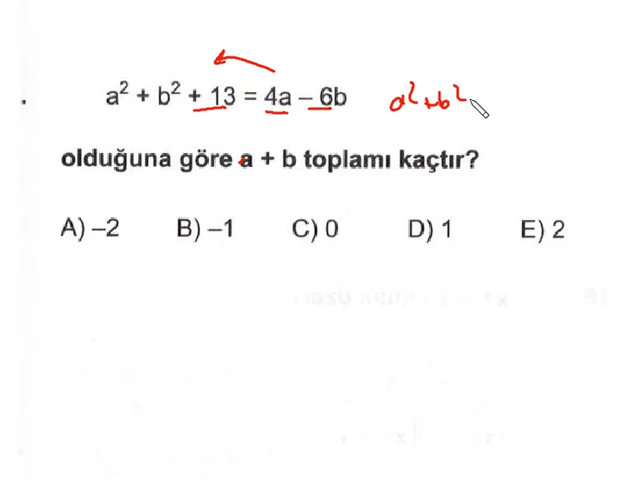 a² + b² + 13 = 4a – 6b a² + b²
olduğuna göre a + b toplamı kaçtır?
A) –2 B) –1 C) 0 D) 1 E) 2